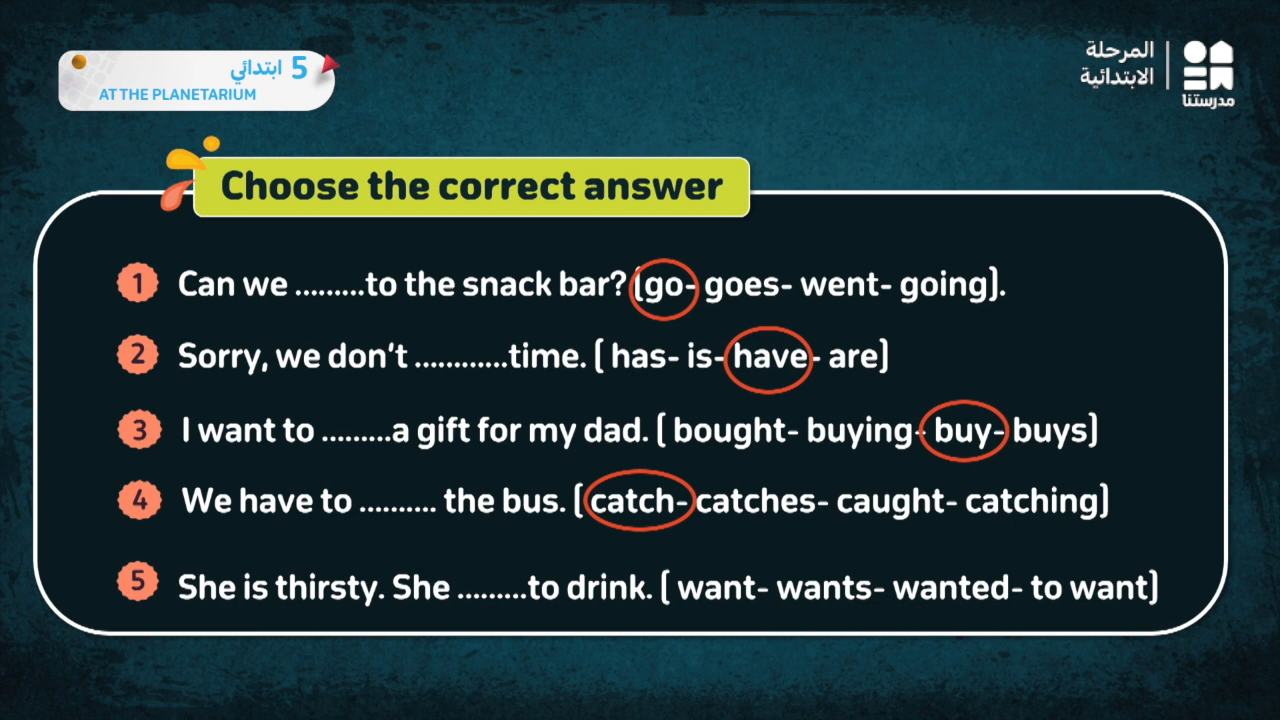 5 ابتدائي
AT THE PLANETARIUM
المرحلة
الابتدائية
مدرستنا
Choose the correct answer
1 Can we .........to the snack bar? (go- goes- went- going).
2 Sorry, we don't ............time. ( has- is- have- are)
3 I want to .........a gift for my dad. ( bought- buying- buy- buys)
4 We have to .......... the bus. ( catch- catches- caught- catching)
5 She is thirsty. She .........to drink. ( want- wants- wanted- to want)